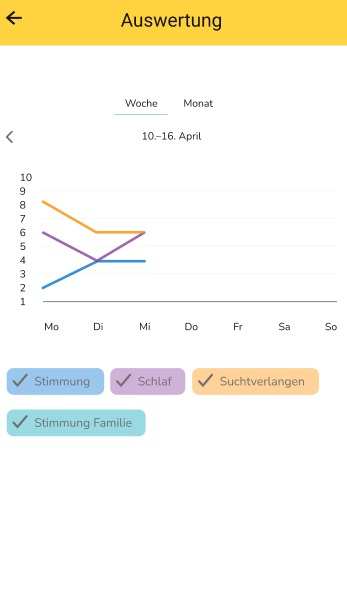 Auswertung
Woche Monat
10.–16. April
10
9
8
7
6
5
4
3
2
1
Mo Di Mi Do Fr Sa So
Stimmung Schlaf Suchtverlangen
Stimmung Familie